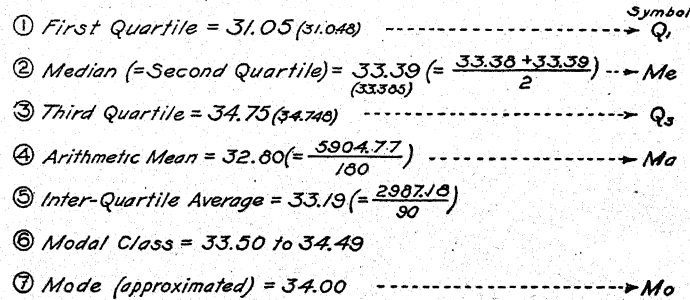 Symbol
① First Quartile = 31.05 (31.048) ----------→ Q₁
② Median (=Second Quartile) = 33.39 (= 33.38 + 33.39 / 2) ---→ Me
(33.385)
③ Third Quartile = 34.75 (34.748) ----------→ Q₃
④ Arithmetic Mean = 32.80 (= 5904.77 / 180) ----------→ Ma
⑤ Inter-Quartile Average = 33.19 (= 2987.18 / 90)
⑥ Modal Class = 33.50 to 34.49
⑦ Mode (approximated) = 34.00 ----------→ Mo